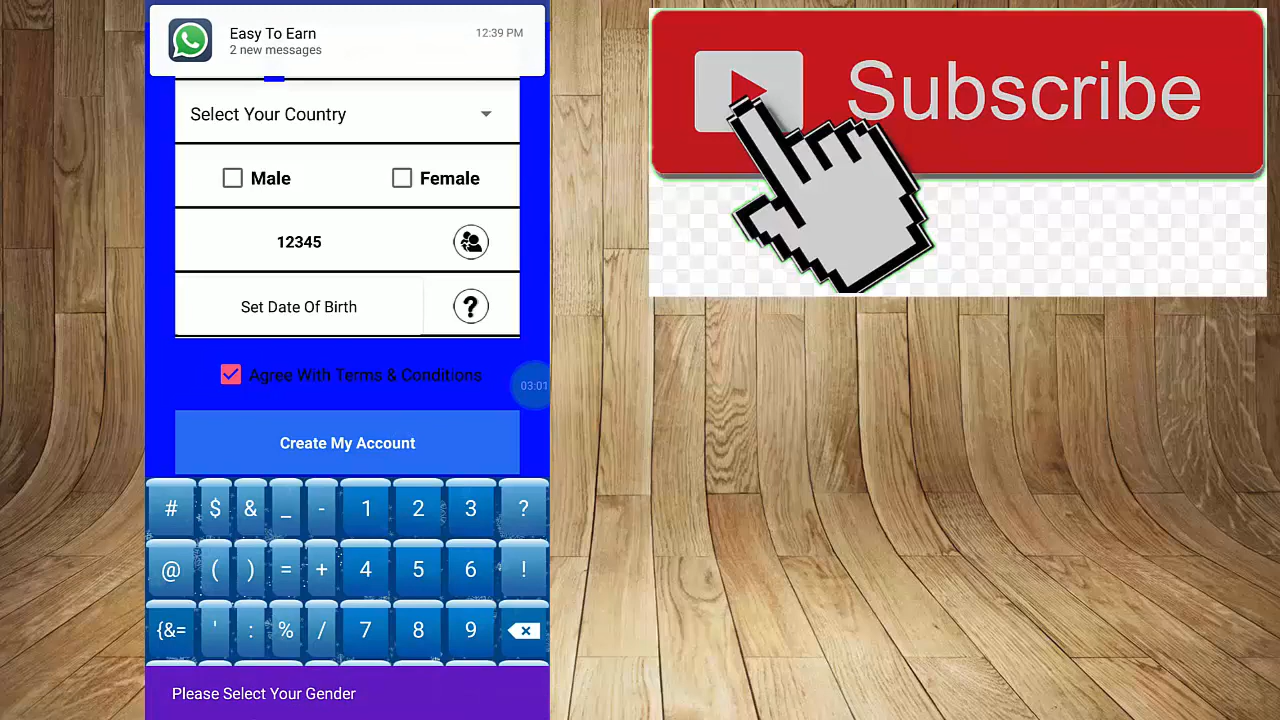 Easy To Earn
12:39 PM
2 new messages
Select Your Country
Male
Female
12345
Set Date Of Birth
?
Agree With Terms & Conditions
03:01
Create My Account
# $ & _ - 1 2 3 ?
@ ( ) = + 4 5 6 !
{&= ' : % / 7 8 9
Please Select Your Gender
Subscribe